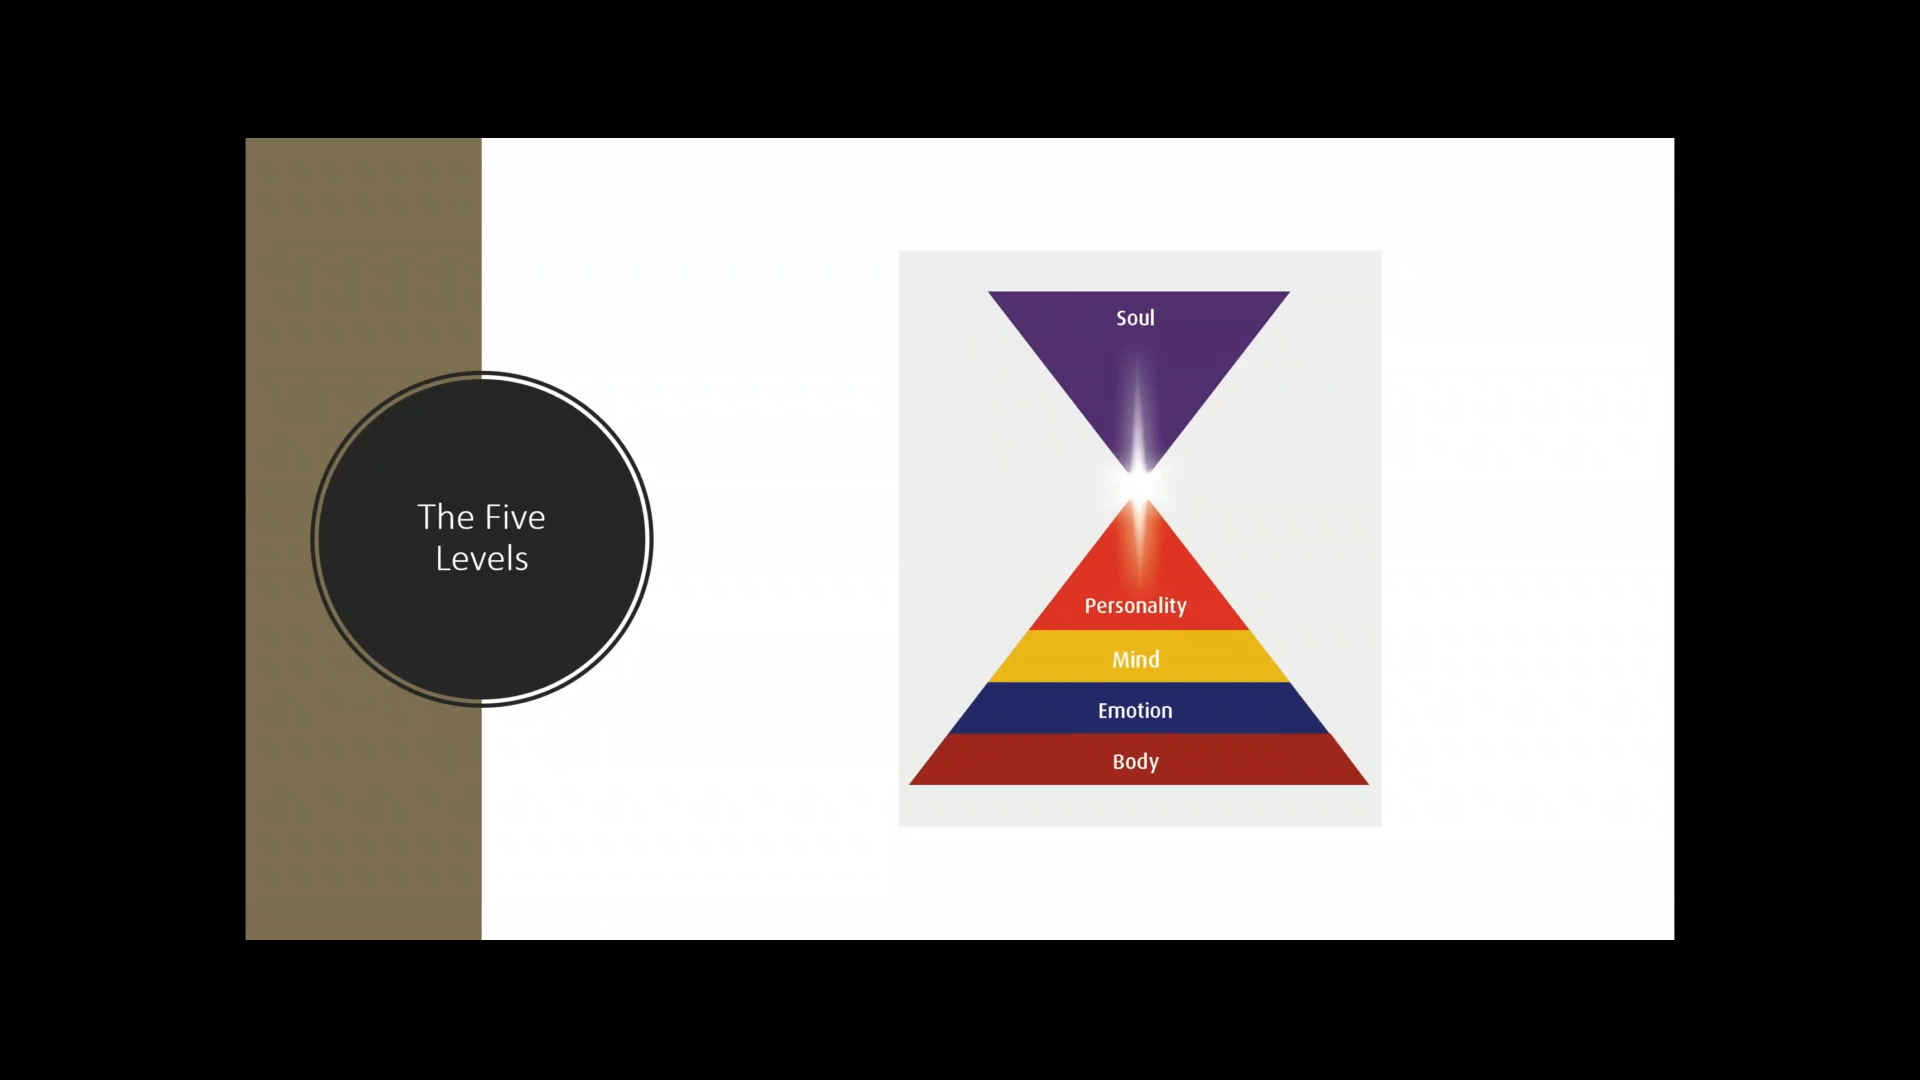 The Five
Levels
Soul
Personality
Mind
Emotion
Body